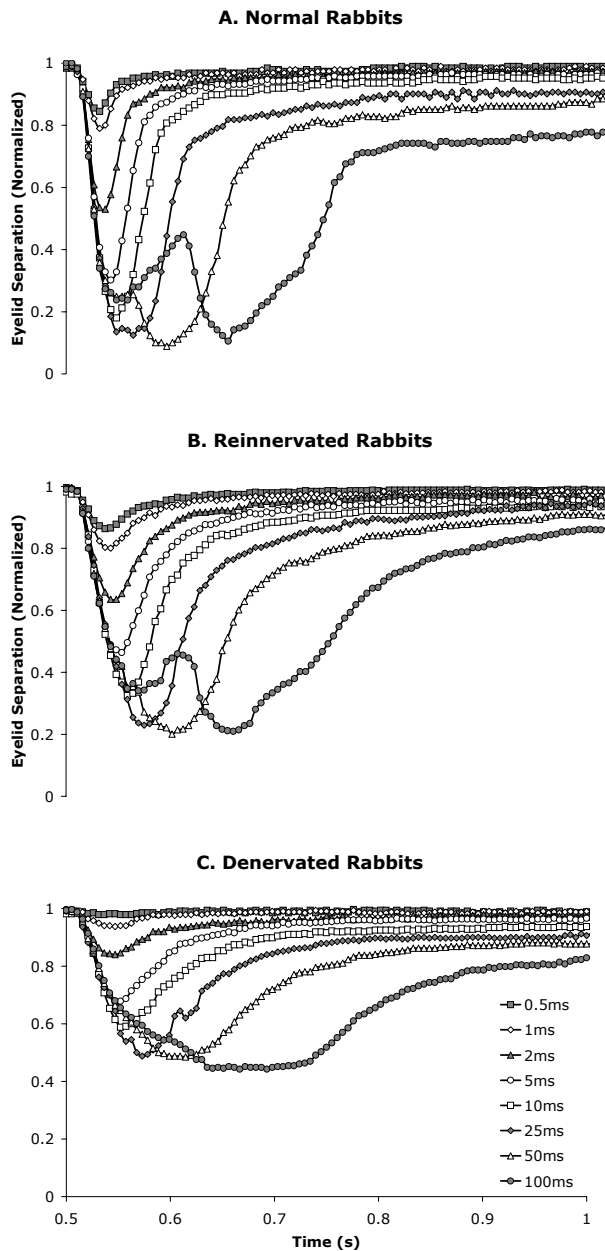 A. Normal Rabbits
1
0.8
0.6
0.4
0.2
0
Eyelid Separation (Normalized)
B. Reinnervated Rabbits
1
0.8
0.6
0.4
0.2
0
Eyelid Separation (Normalized)
C. Denervated Rabbits
1
0.8
0.6
0.4
0.2
0
0.5ms
1ms
2ms
5ms
10ms
25ms
50ms
100ms
0.5 0.6 0.7 0.8 0.9 1
Time (s)